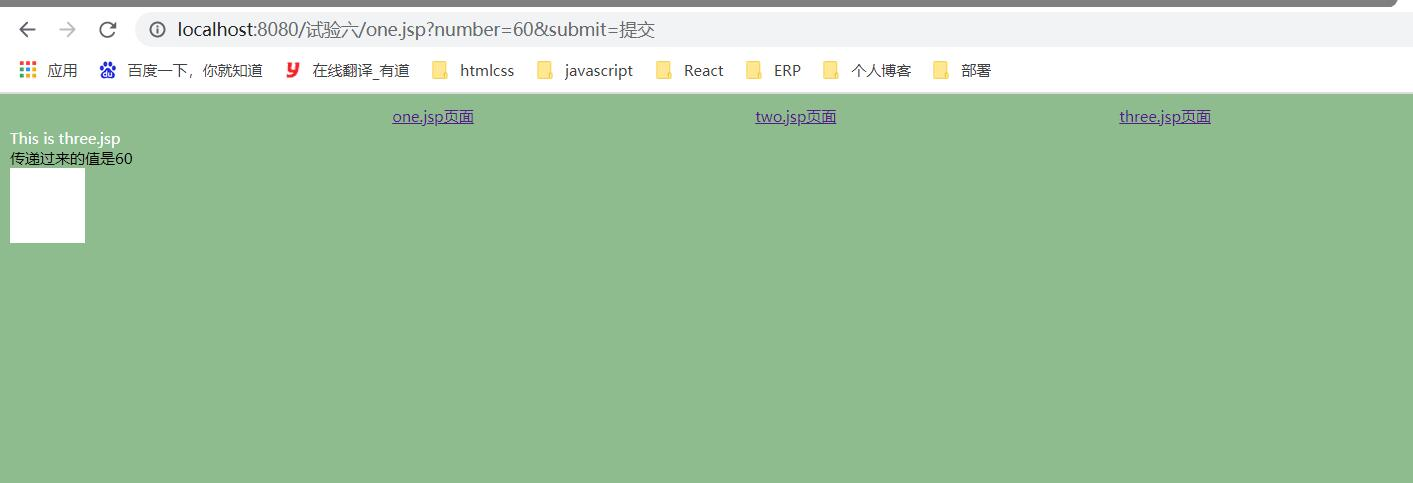 localhost:8080/试验六/one.jsp?number=60&submit=提交
应用 百度一下，你就知道 在线翻译_有道 htmlcss javascript React ERP 个人博客 部署
one.jsp页面 two.jsp页面 three.jsp页面
This is three.jsp
传递过来的值是60